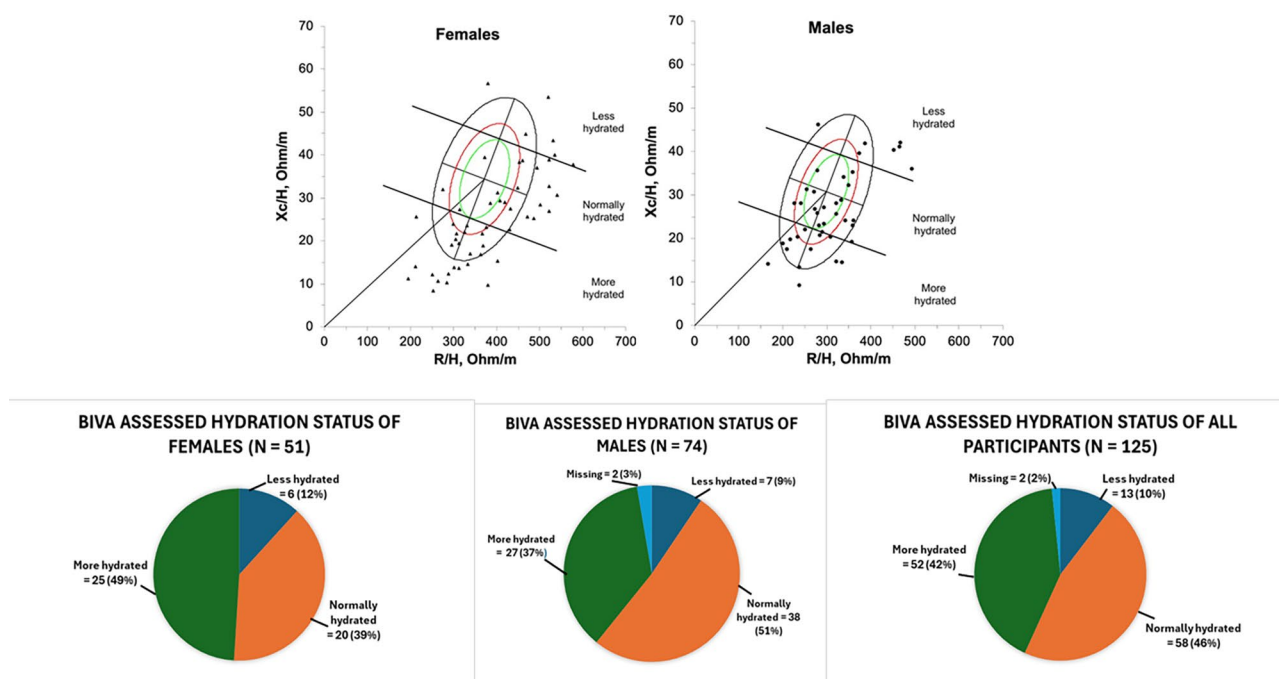 Females
70
60
50
40
30
20
10
0
Xc/H, Ohm/m
0 100 200 300 400 500 600 700
R/H, Ohm/m
Less
hydrated
Normally
hydrated
More
hydrated
Males
70
60
50
40
30
20
10
0
Xc/H, Ohm/m
0 100 200 300 400 500 600 700
R/H, Ohm/m
Less
hydrated
Normally
hydrated
More
hydrated
BIVA ASSESSED HYDRATION STATUS OF
FEMALES (N = 51)
Less hydrated
= 6 (12%)
More hydrated
= 25 (49%)
Normally
hydrated
= 20 (39%)
BIVA ASSESSED HYDRATION STATUS OF
MALES (N = 74)
Missing = 2 (3%)
Less hydrated = 7 (9%)
More hydrated
= 27 (37%)
Normally
hydrated = 38
(51%)
BIVA ASSESSED HYDRATION STATUS OF ALL
PARTICIPANTS (N = 125)
Missing = 2 (2%)
Less hydrated
= 13 (10%)
More hydrated
= 52 (42%)
Normally hydrated
= 58 (46%)